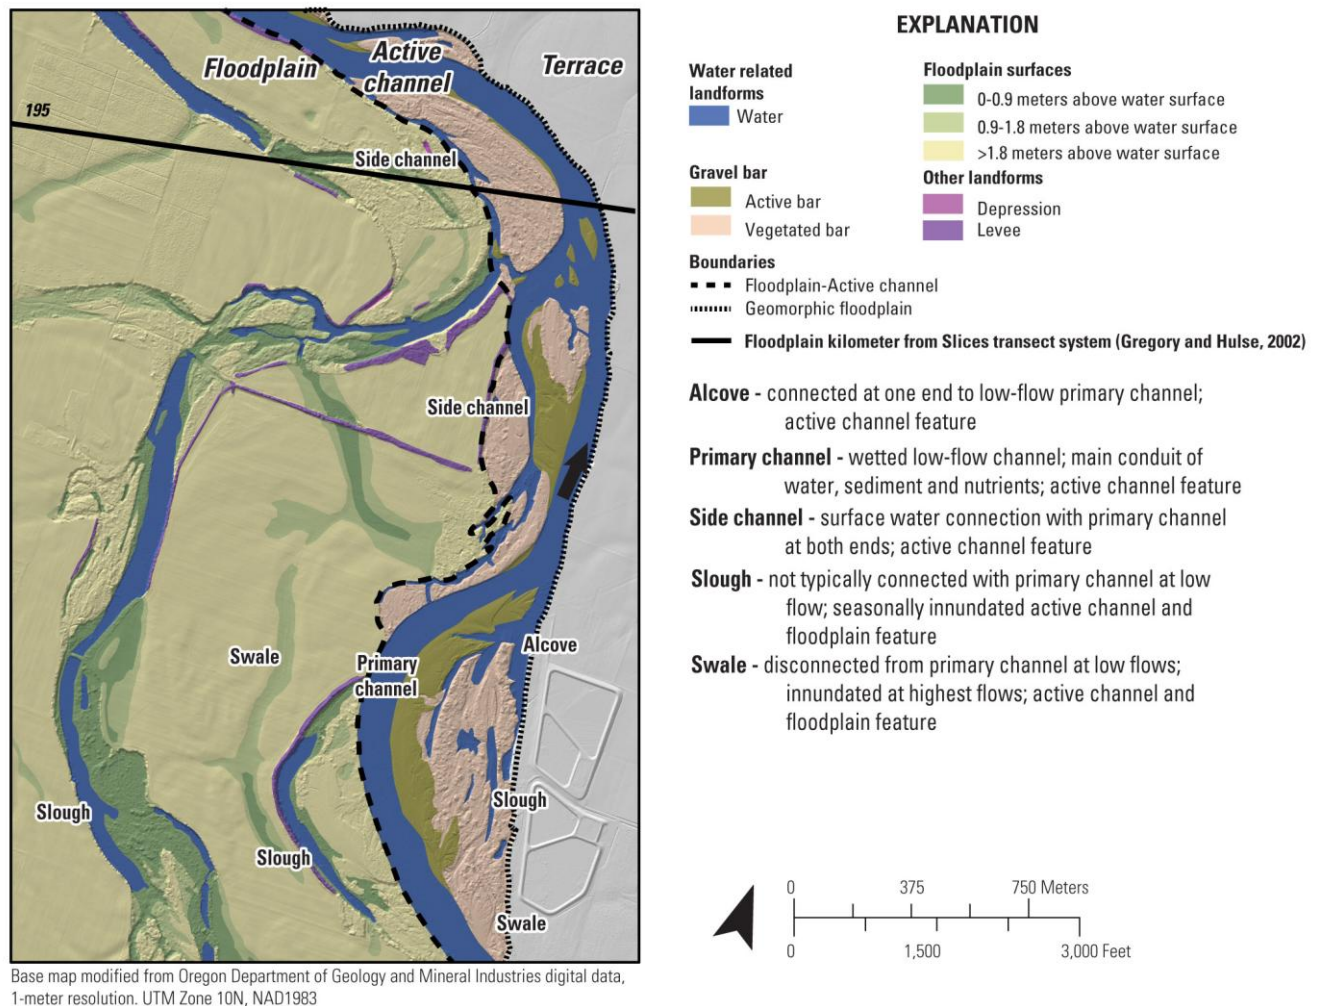 Floodplain
Active
channel
Terrace
195
Side channel
Side channel
Swale
Primary
channel
Alcove
Slough
Slough
Slough
Swale
Base map modified from Oregon Department of Geology and Mineral Industries digital data,
1-meter resolution. UTM Zone 10N, NAD1983
EXPLANATION
Water related
landforms
Water
Gravel bar
Active bar
Vegetated bar
Floodplain surfaces
0-0.9 meters above water surface
0.9-1.8 meters above water surface
>1.8 meters above water surface
Other landforms
Depression
Levee
Boundaries
Floodplain-Active channel
Geomorphic floodplain
Floodplain kilometer from Slices transect system (Gregory and Hulse, 2002)
Alcove - connected at one end to low-flow primary channel;
active channel feature
Primary channel - wetted low-flow channel; main conduit of
water, sediment and nutrients; active channel feature
Side channel - surface water connection with primary channel
at both ends; active channel feature
Slough - not typically connected with primary channel at low
flow; seasonally innundated active channel and
floodplain feature
Swale - disconnected from primary channel at low flows;
innundated at highest flows; active channel and
floodplain feature
0 375 750 Meters
0 1,500 3,000 Feet